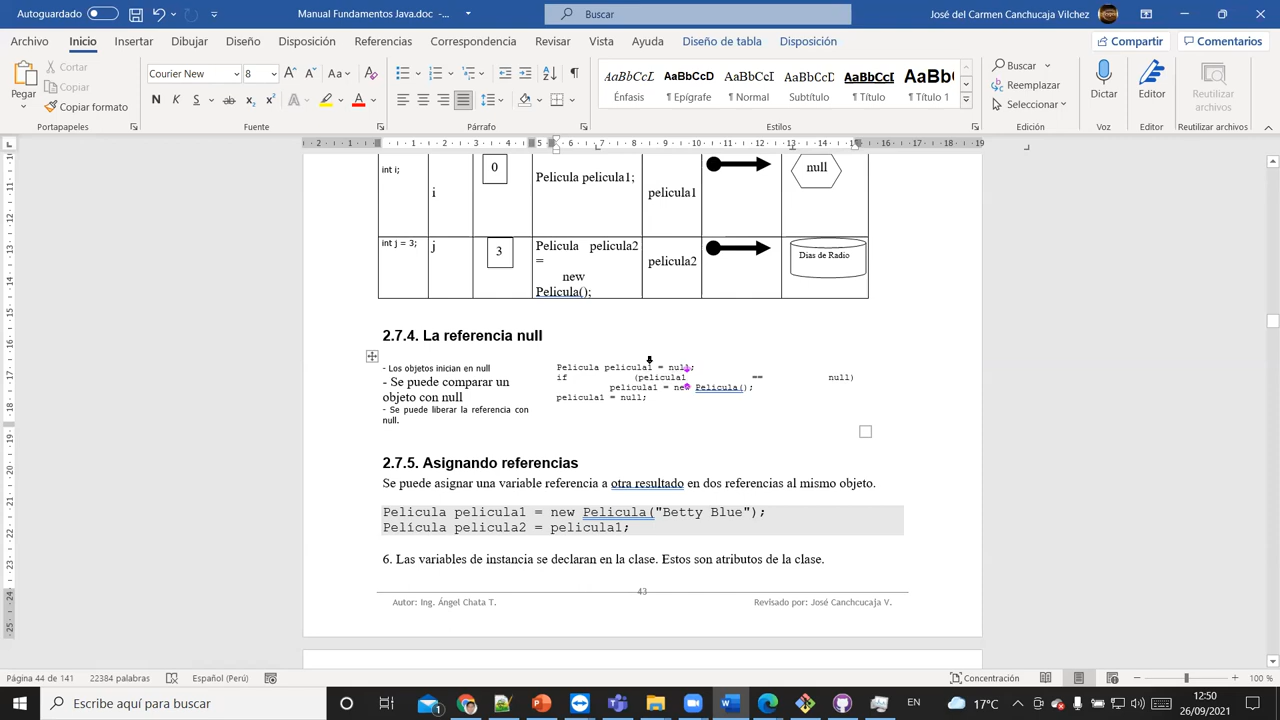 Autoguardado
Manual Fundamentos Java
Buscar
José del Carmen Canchucaja Vilchez
Archivo Inicio Insertar Dibujar Diseño Disposición Referencias Correspondencia Revisar Vista Ayuda Diseño de tabla Disposición
Compartir Comentarios
Pegar
Cortar
Copiar
Copiar formato
Portapapeles
Courier New 8
N K S ab x₂ x²
Fuente
Párrafo
AaBbCcL AaBbCcD AaBbCcI AaBbCcD AaBbCcI AaBbC
Énfasis ¶ Epígrafe ¶ Normal Subtítulo ¶ Título ¶ Título 1
Estilos
Buscar
Reemplazar
Seleccionar
Edición
Dictar
Voz
Editor
Editor
Reutilizar archivos
Reutilizar archivos
int i;
i
0
Pelicula pelicula1;
pelicula1
null
int j = 3;
j
3
Pelicula pelicula2
=
new
Pelicula();
pelicula2
Dias de Radio
2.7.4. La referencia null
- Los objetos inician en null
- Se puede comparar un
objeto con null
- Se puede liberar la referencia con
null.
Pelicula pelicula1 = null;
if (pelicula1 == null)
pelicula1 = new Pelicula();
pelicula1 = null;
2.7.5. Asignando referencias
Se puede asignar una variable referencia a otra resultado en dos referencias al mismo objeto.
Pelicula pelicula1 = new Pelicula("Betty Blue");
Película pelicula2 = pelicula1;
6. Las variables de instancia se declaran en la clase. Estos son atributos de la clase.
43
Autor: Ing. Ángel Chata T.
Revisado por: José Canchcucaja V.
Página 44 de 141 22384 palabras Español (Perú)
Concentración
100 %
Escribe aquí para buscar
17°C
ENG
12:50
26/09/2021